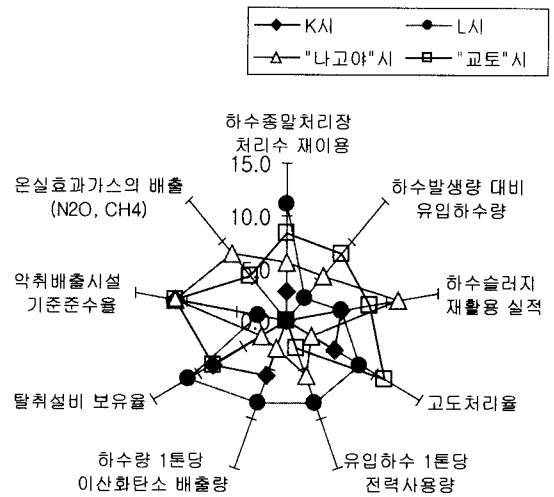 K시
L시
"나고야"시
"교토"시
하수종말처리장
처리수 재이용
15.0
10.0
5.0
0.0
하수발생량 대비
유입하수량
하수슬러지
재활용 실적
고도처리율
유입하수 1톤당
전력사용량
하수량 1톤당
이산화탄소 배출량
탈취설비 보유율
악취배출시설
기준준수율
온실효과가스의 배출
(N2O, CH4)